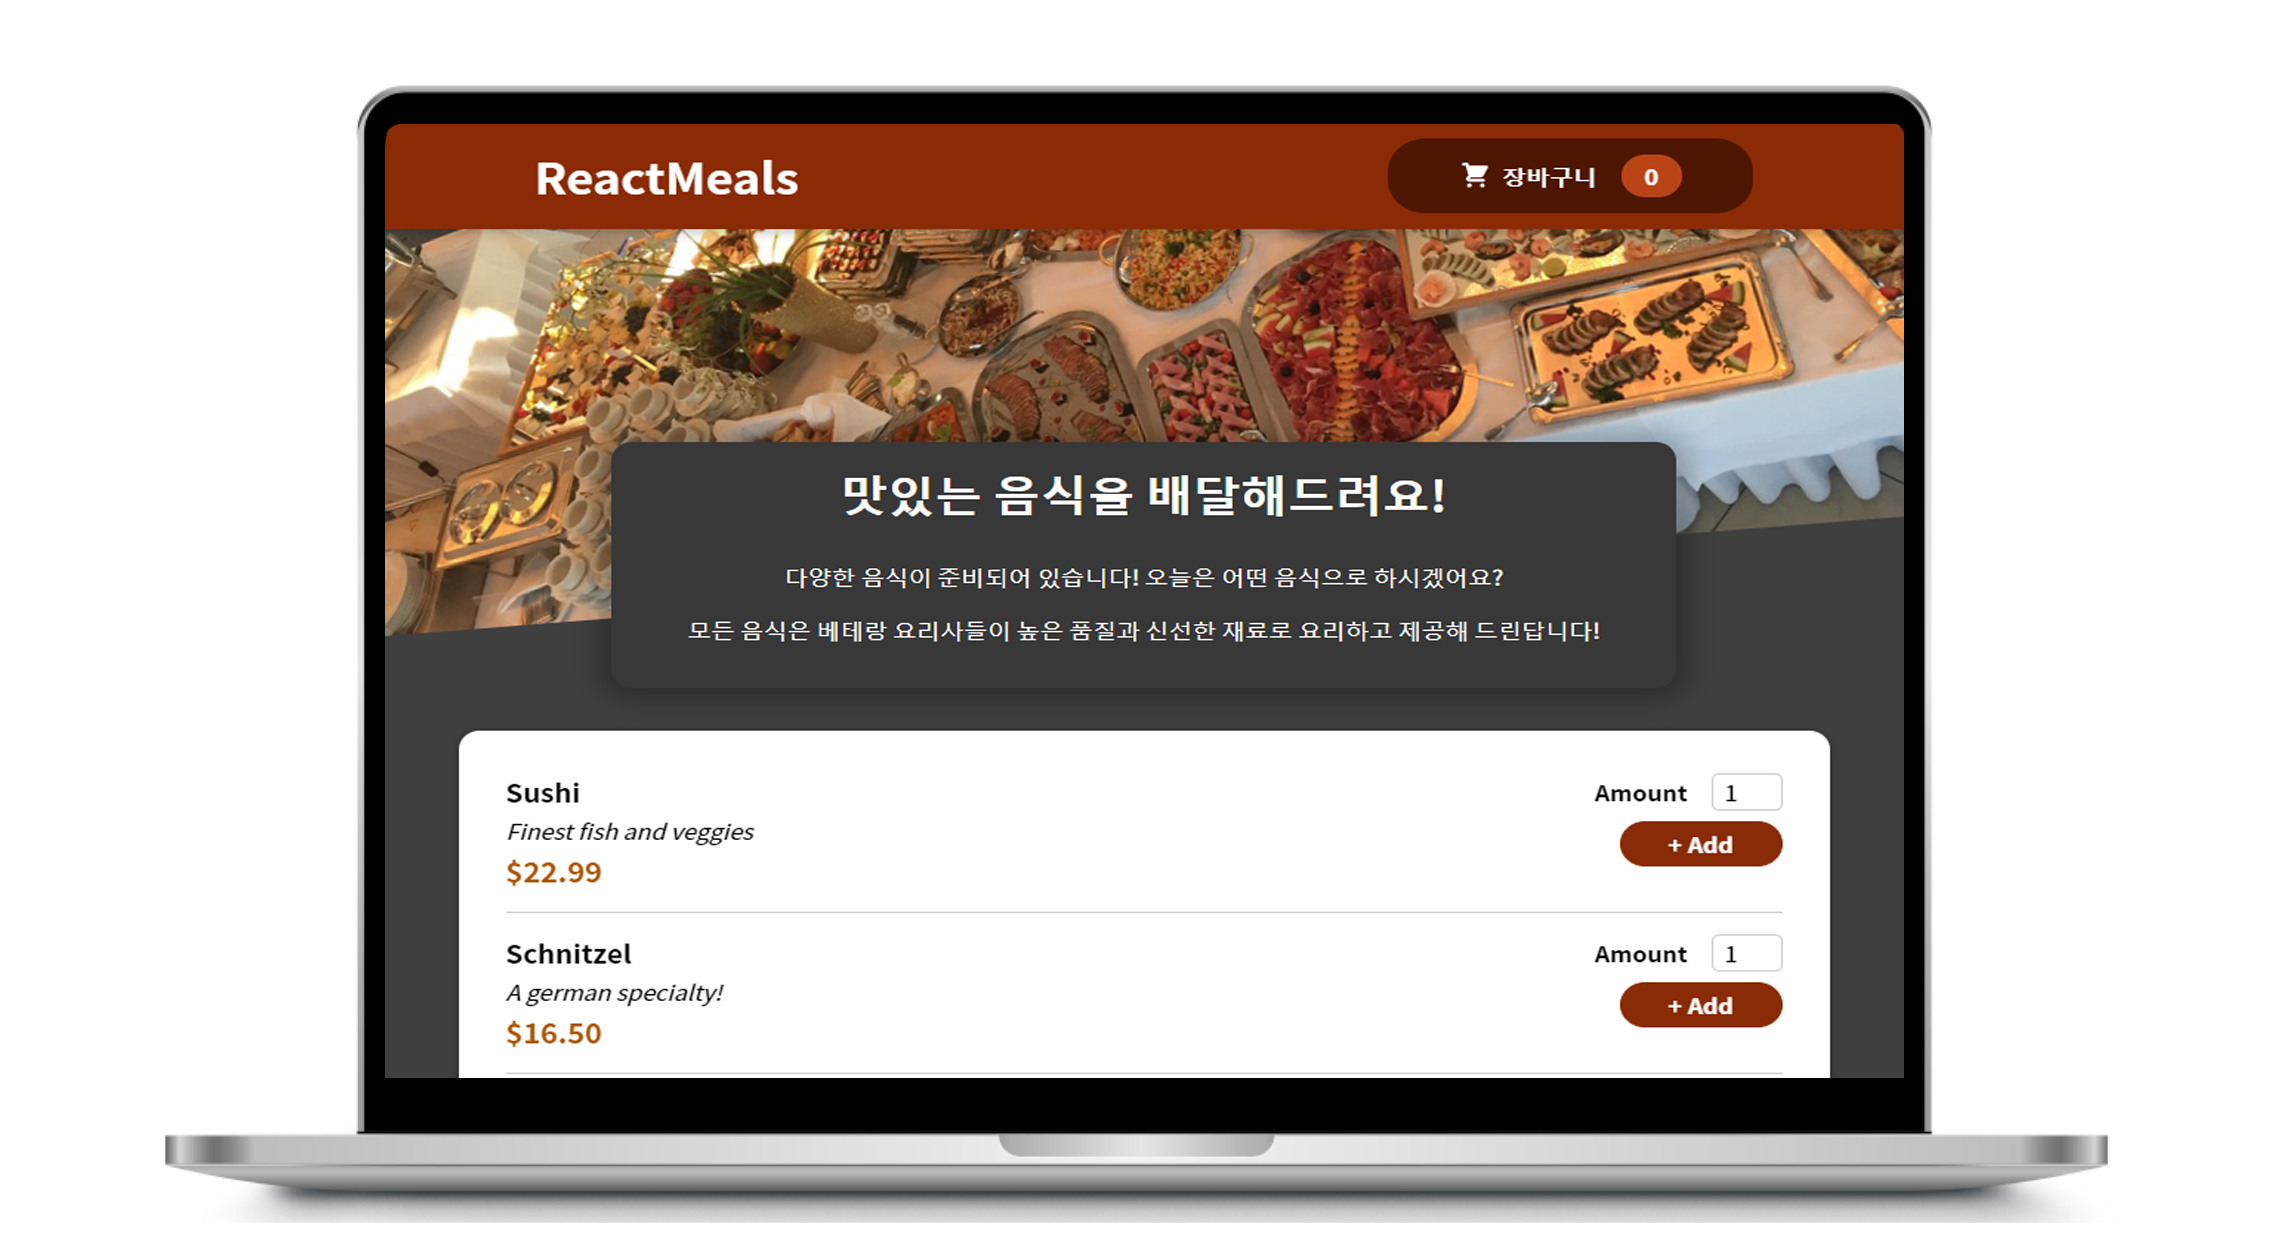 ReactMeals
장바구니 0
맛있는 음식을 배달해드려요!
다양한 음식이 준비되어 있습니다! 오늘은 어떤 음식으로 하시겠어요?
모든 음식은 베테랑 요리사들이 높은 품질과 신선한 재료로 요리하고 제공해 드린답니다!
Sushi
Finest fish and veggies
$22.99
Amount 1
+ Add
Schnitzel
A german specialty!
$16.50
Amount 1
+ Add